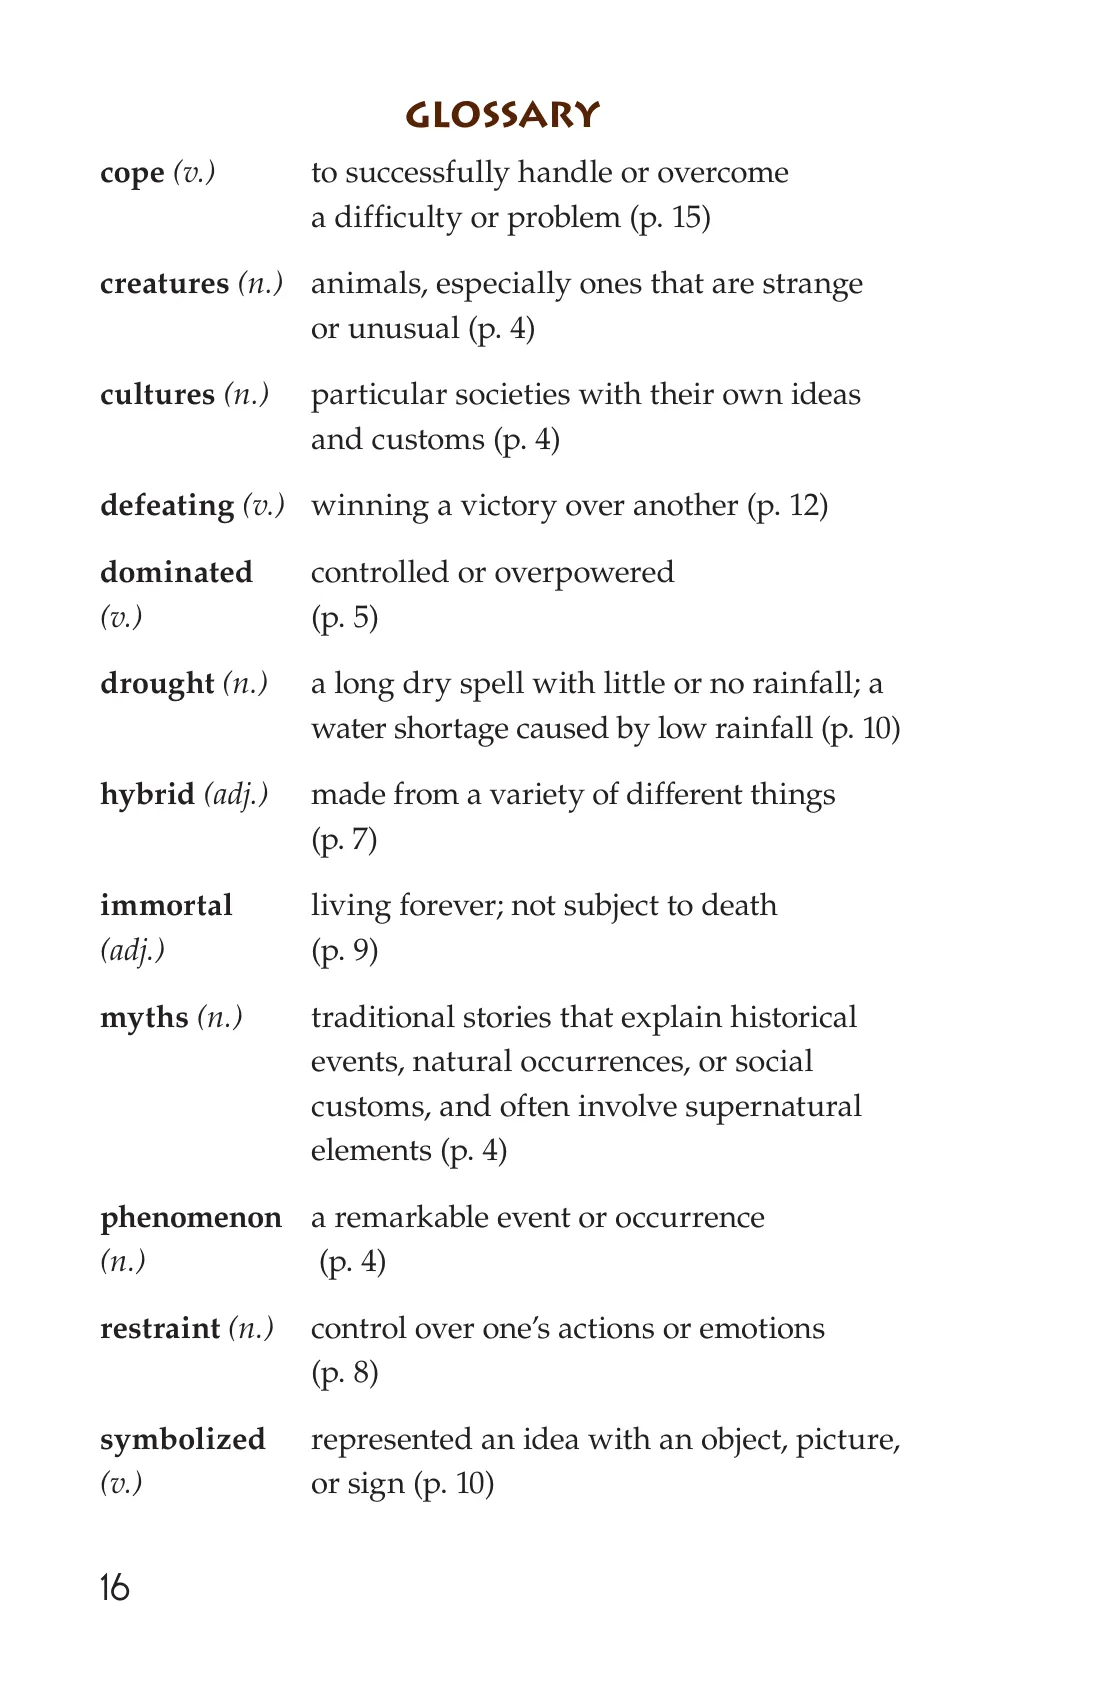 GLOSSARY
cope (v.) to successfully handle or overcome
a difficulty or problem (p. 15)
creatures (n.) animals, especially ones that are strange
or unusual (p. 4)
cultures (n.) particular societies with their own ideas
and customs (p. 4)
defeating (v.) winning a victory over another (p. 12)
dominated controlled or overpowered
(v.) (p. 5)
drought (n.) a long dry spell with little or no rainfall; a
water shortage caused by low rainfall (p. 10)
hybrid (adj.) made from a variety of different things
(p. 7)
immortal living forever; not subject to death
(adj.) (p. 9)
myths (n.) traditional stories that explain historical
events, natural occurrences, or social
customs, and often involve supernatural
elements (p. 4)
phenomenon a remarkable event or occurrence
(n.) (p. 4)
restraint (n.) control over one’s actions or emotions
(p. 8)
symbolized represented an idea with an object, picture,
(v.) or sign (p. 10)
16